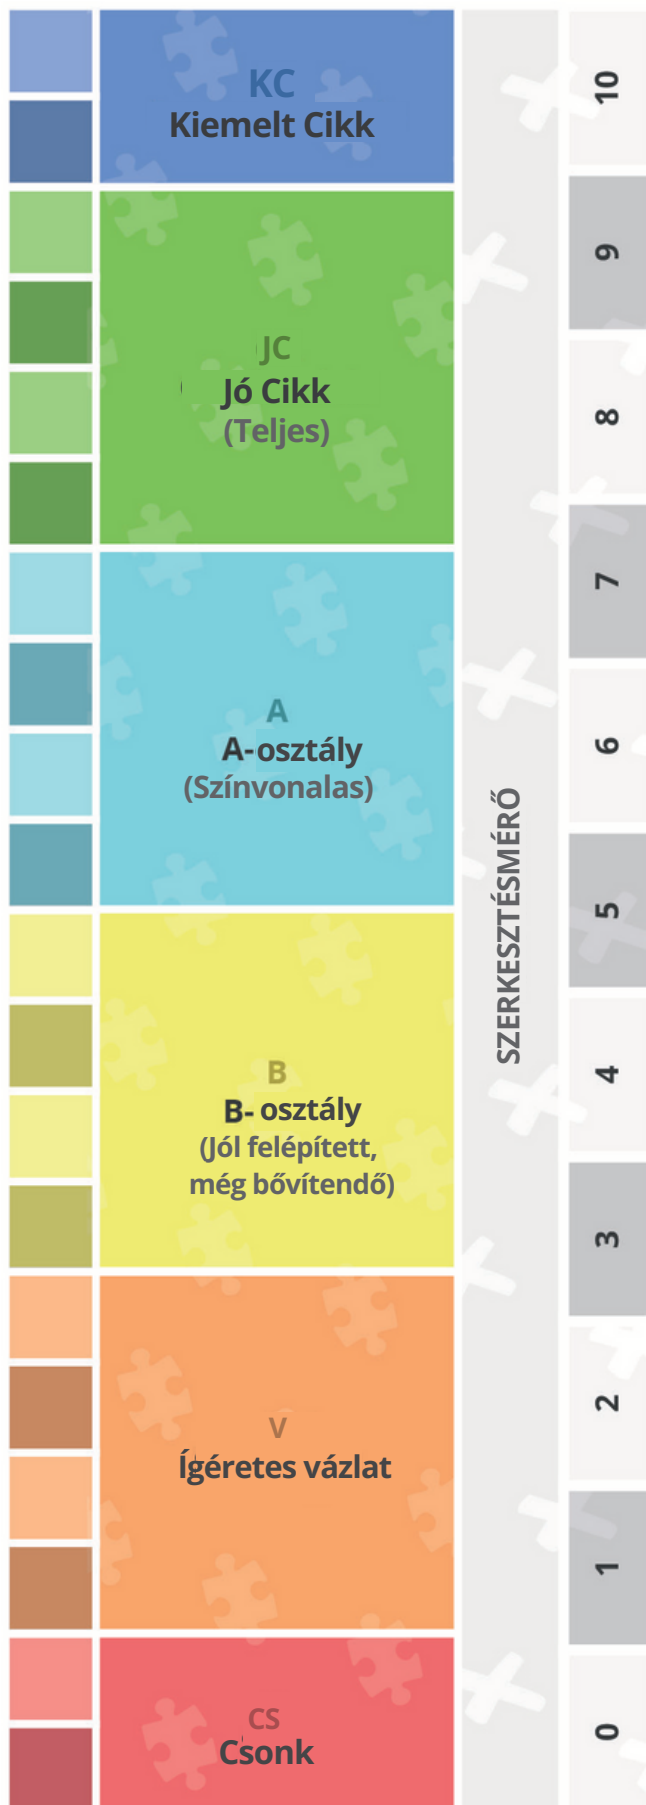 KC
Kiemelt Cikk
JC
Jó Cikk
(Teljes)
A
A-osztály
(Színvonalas)
B
B- osztály
(Jól felépített,
még bővítendő)
V
Ígéretes vázlat
CS
Csonk
SZERKESZTÉSMÉRŐ
10
9
8
7
6
5
4
3
2
1
0